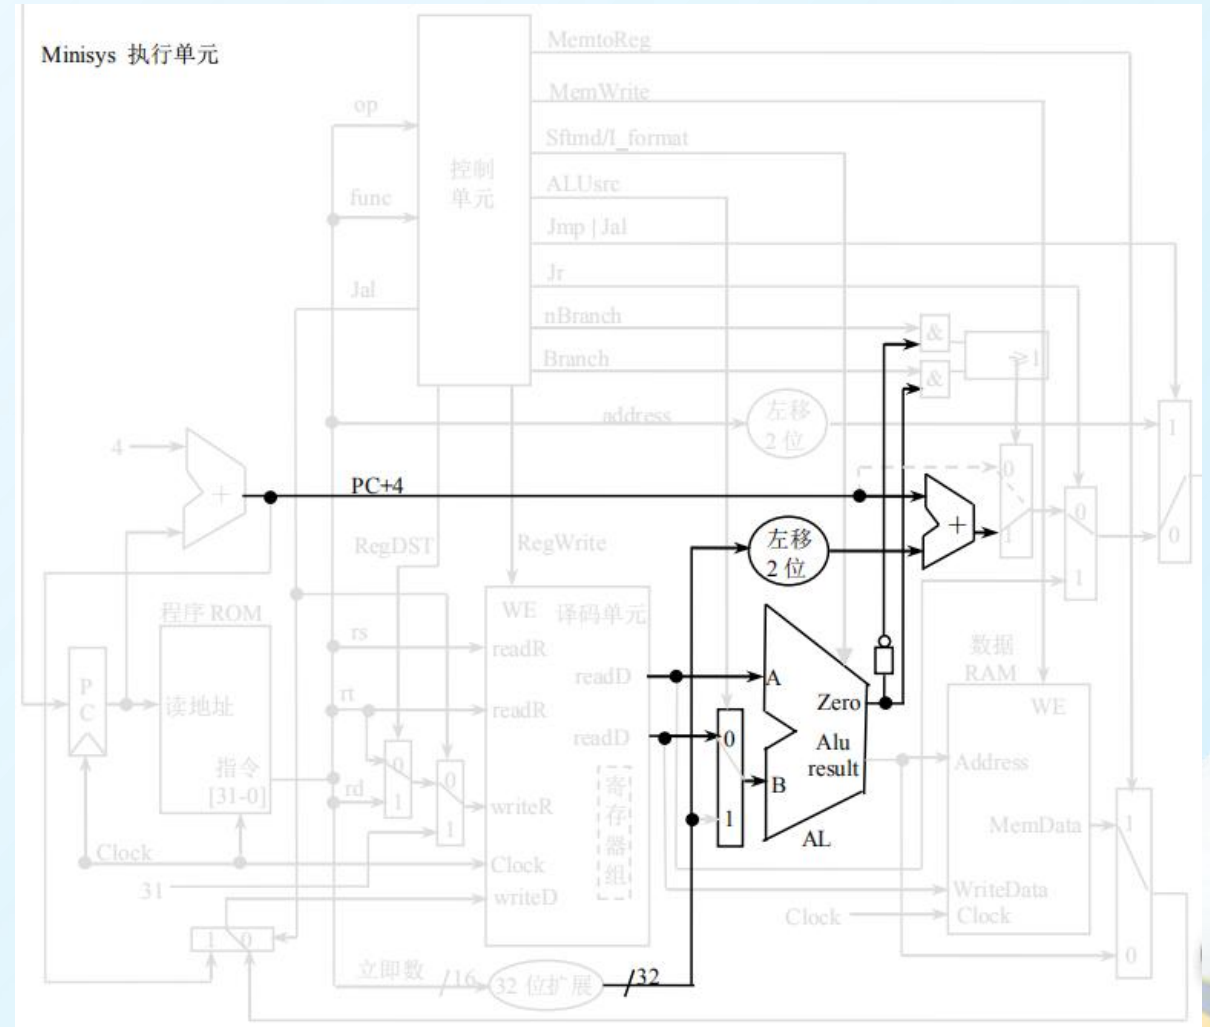 Minisys 执行单元
MemtoReg
MemWrite
Sftmd/I_format
ALUsrc
Jmp | Jal
Jr
nBranch
Branch
op
func
Jal
控制
单元
&
&
≥1
address
左移
2 位
1
0
4
+
PC+4
0
1
0
1
+
左移
2 位
RegDST
RegWrite
程序 ROM
PC
读地址
指令
[31-0]
rs
rt
rd
0
1
0
1
WE 译码单元
readR
readR
readD
readD
writeR
Clock
writeD
寄
存
器
组
0
1
A
B
Zero
Alu
result
AL
数据
RAM
WE
Address
MemData
WriteData
Clock
Clock
1
0
Clock
31
1 0
立即数
/16
32 位扩展
/32